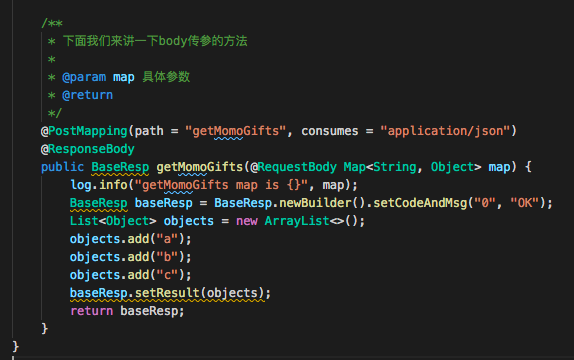 /**
 * 下面我们来讲一下body传参的方法
 *
 * @param map 具体参数
 * @return
 */
@PostMapping(path = "getMomoGifts", consumes = "application/json")
@ResponseBody
public BaseResp getMomoGifts(@RequestBody Map<String, Object> map) {
    log.info("getMomoGifts map is {}", map);
    BaseResp baseResp = BaseResp.newBuilder().setCodeAndMsg("0", "OK");
    List<Object> objects = new ArrayList<>();
    objects.add("a");
    objects.add("b");
    objects.add("c");
    baseResp.setResult(objects);
    return baseResp;
}
}